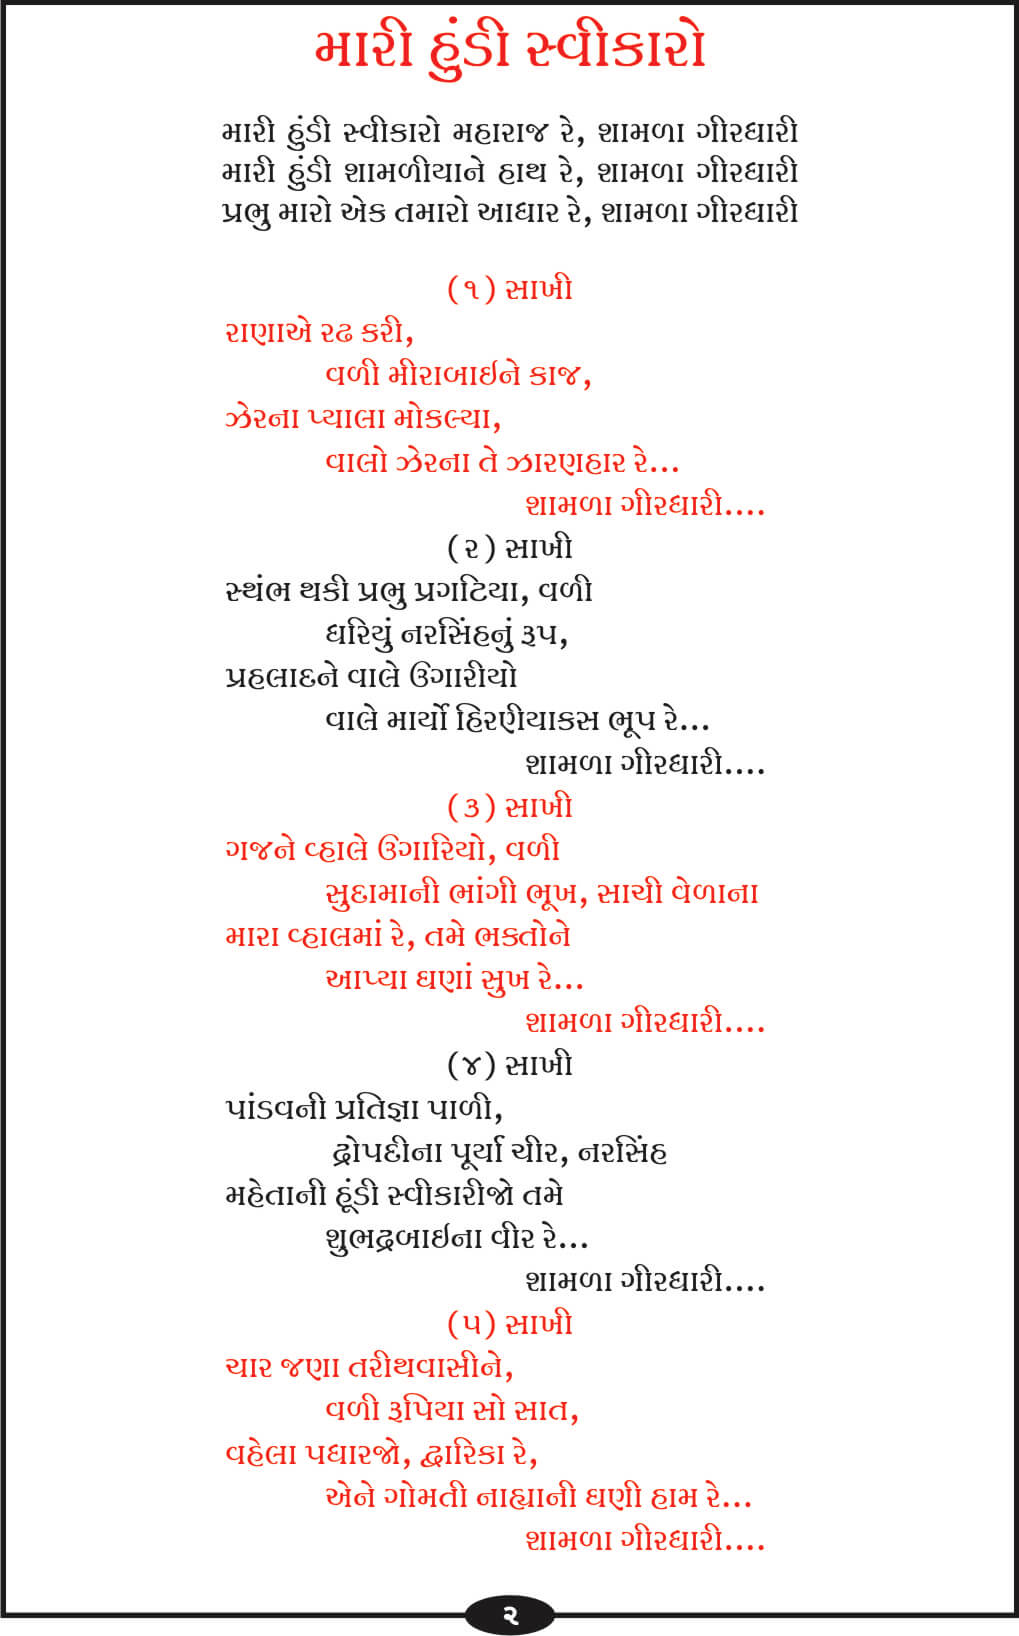 મારી હુંડી સ્વીકારો
મારી હુંડી સ્વીકારો મહારાજ રે, શામળા ગીરધારી
મારી હુંડી શામળીયાને હાથ રે, શામળા ગીરધારી
પ્રભુ મારો એક તમારો આધાર રે, શામળા ગીરધારી
(૧) સાખી
રાણાએ રઢ કરી,
વળી મીરાબાઇને કાજ,
ઝેરના પ્યાલા મોકલ્યા,
વાલો ઝેરના તે ઝારણહાર રે...
શામળા ગીરધારી....
(૨) સાખી
સ્થંભ થકી પ્રભુ પ્રગટિયા, વળી
ધરિયું નરસિંહનું રૂપ,
પ્રહલાદને વાલે ઉગારીયો
વાલે માર્યો હિરણીયાકસ ભૂપ રે...
શામળા ગીરધારી....
(૩) સાખી
ગજને વ્હાલે ઉગારિયો, વળી
સુદામાની ભાંગી ભૂખ, સાચી વેળાના
મારા વ્હાલમાં રે, તમે ભક્તોને
આપ્યા ઘણાં સુખ રે...
શામળા ગીરધારી....
(૪) સાખી
પાંડવની પ્રતિજ્ઞા પાળી,
દ્રોપદીના પૂર્યા ચીર, નરસિંહ
મહેતાની હૂંડી સ્વીકારીજો તમે
શુભદ્રબાઇના વીર રે...
શામળા ગીરધારી....
(૫) સાખી
ચાર જણા તરીથવાસીને,
વળી રૂપિયા સો સાત,
વહેલા પધારજો, દ્વારિકા રે,
એને ગોમતી નાહ્યાની ઘણી હામ રે...
શામળા ગીરધારી....
૨